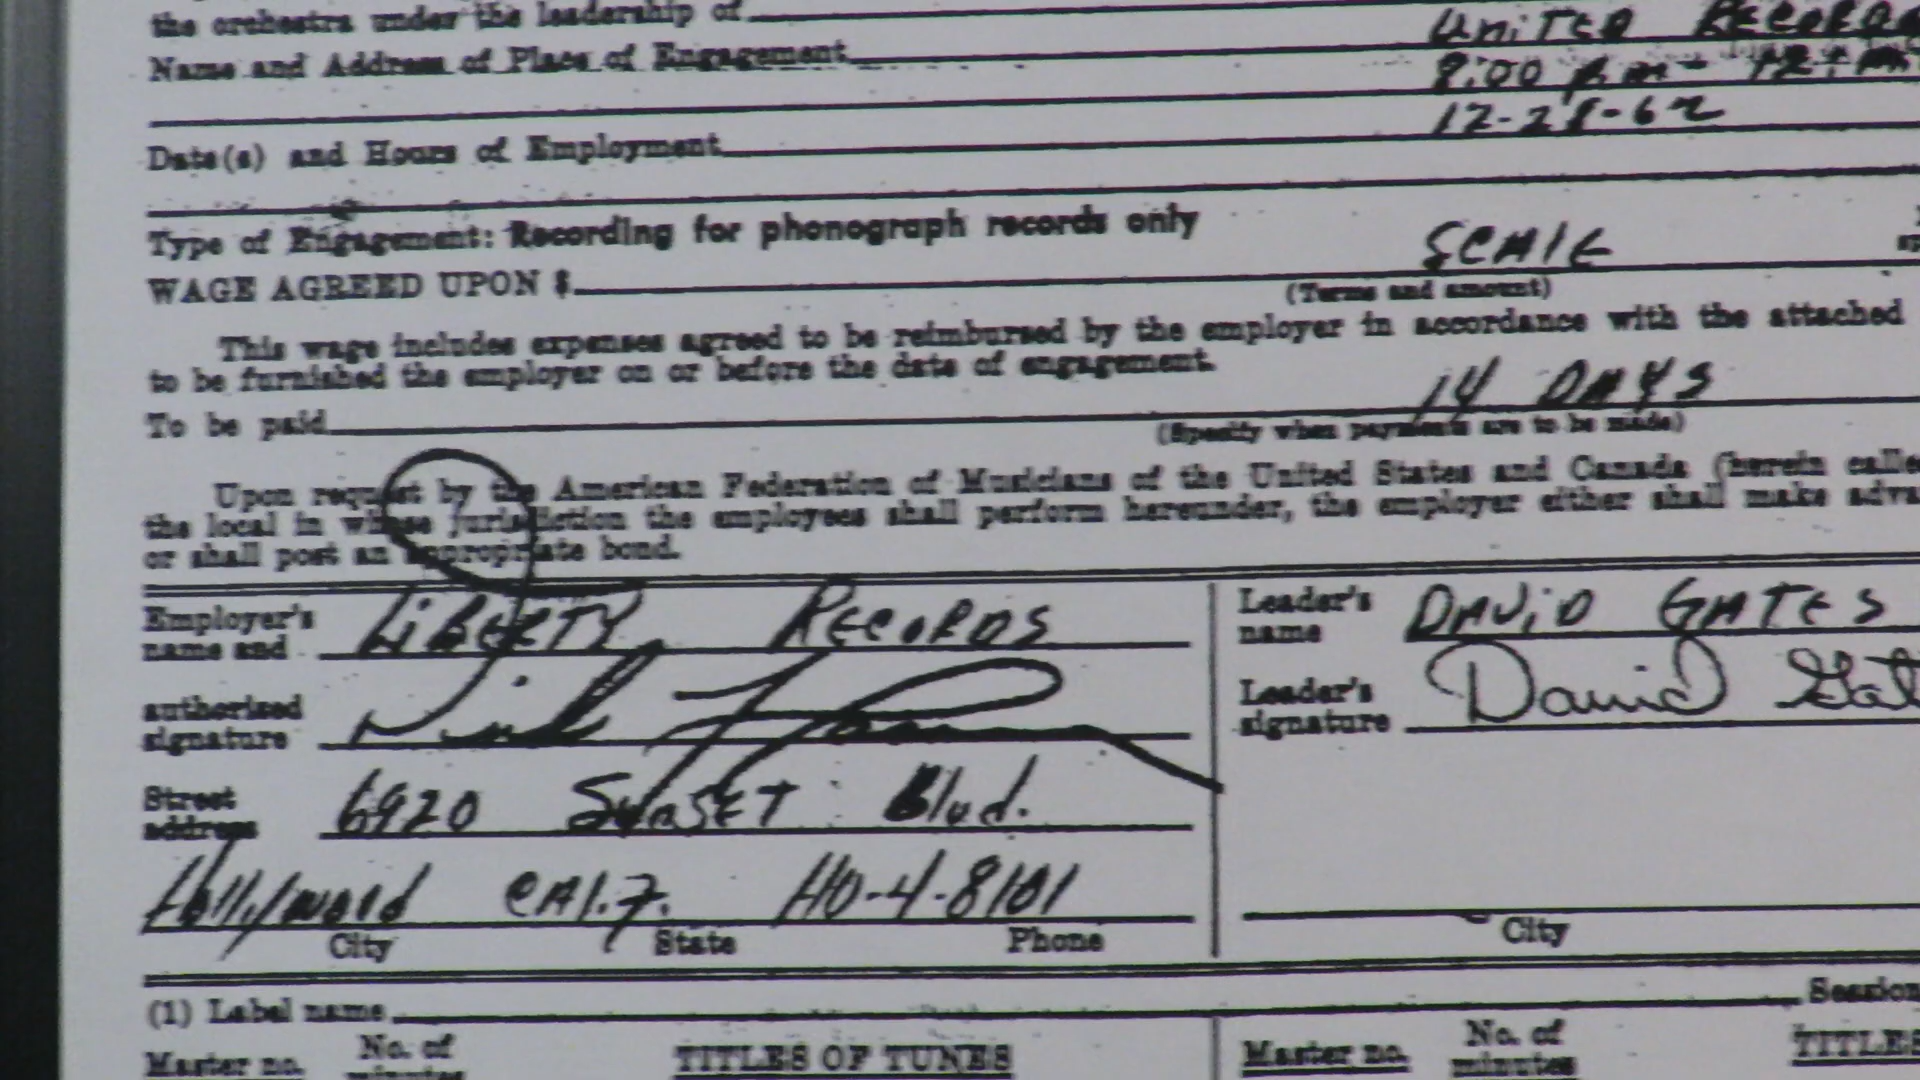 the orchestra under the leadership of
UNITED RECORD
Name and Address of Place of Engagement
8:00 P.M - 12
12-28-62
Date(s) and Hours of Employment
Type of Engagement: Recording for phonograph records only
SCALE
WAGE AGREED UPON $
(Terms and amount)
This wage includes expenses agreed to be reimbursed by the employer in accordance with the attached
to be furnished the employer on or before the date of engagement.
14 DAYS
To be paid
(Specify when payments are to be made)
Upon request by the American Federation of Musicians of the United States and Canada (herein calle
the local in whose jurisdiction the employees shall perform hereunder, the employer either shall make adva
or shall post an appropriate bond.
Employer's name and LIBERTY RECORDS
authorized signature
Street address 6920 SUNSET Blvd.
Hollywood CALIF. HO-4-8101
City State Phone
Leader's name DAVID GATES
Leader's signature David Gat
City
(1) Label name Session
Master no. No. of minutes TITLES OF TUNES Master no. No. of minutes TITLES